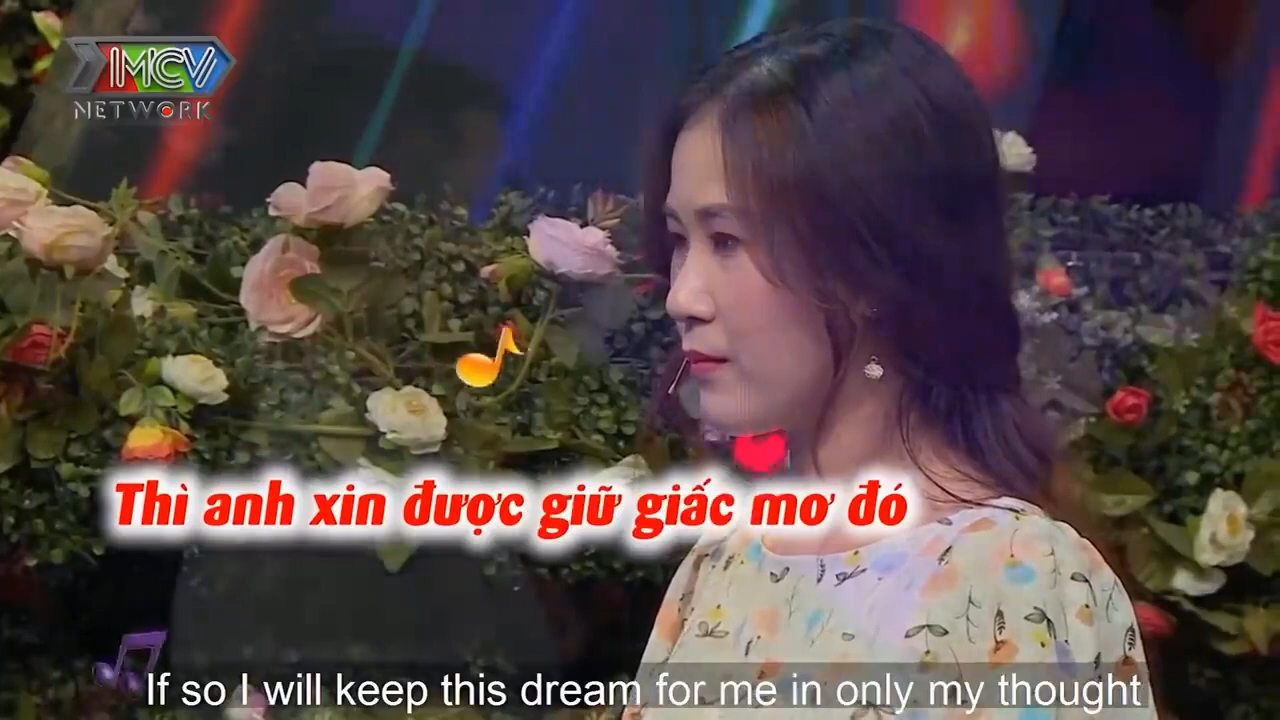 MCV
NETWORK
Thì anh xin được giữ giấc mơ đó
If so I will keep this dream for me in only my thought